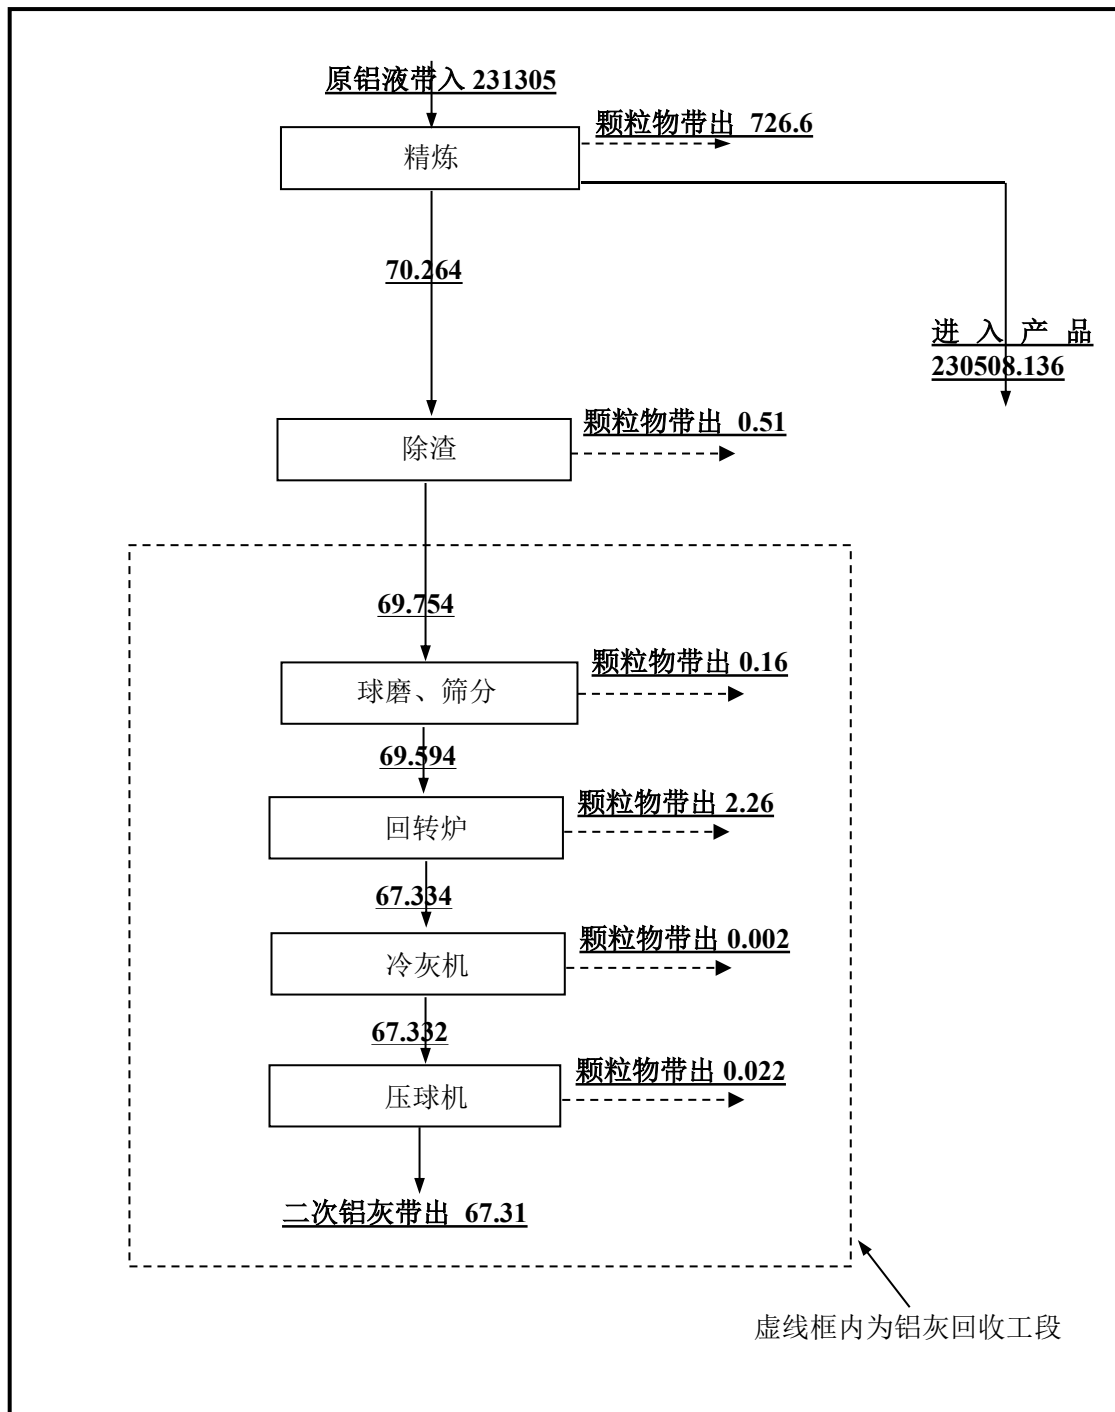 原铝液带入 231305
颗粒物带出 726.6
精炼
70.264
进入产品
230508.136
颗粒物带出 0.51
除渣
69.754
颗粒物带出 0.16
球磨、筛分
69.594
颗粒物带出 2.26
回转炉
67.334
颗粒物带出 0.002
冷灰机
67.332
颗粒物带出 0.022
压球机
二次铝灰带出 67.31
虚线框内为铝灰回收工段